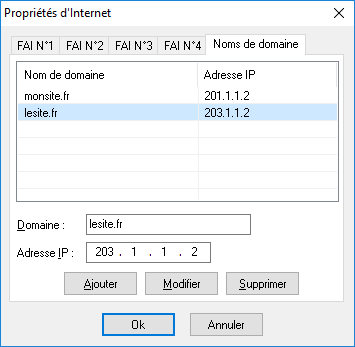 Propriétés d'Internet
FAI N°1 FAI N°2 FAI N°3 FAI N°4 Noms de domaine
Nom de domaine Adresse IP
monsite.fr 201.1.1.2
lesite.fr 203.1.1.2
Domaine : lesite.fr
Adresse IP : 203 . 1 . 1 . 2
Ajouter Modifier Supprimer
Ok Annuler